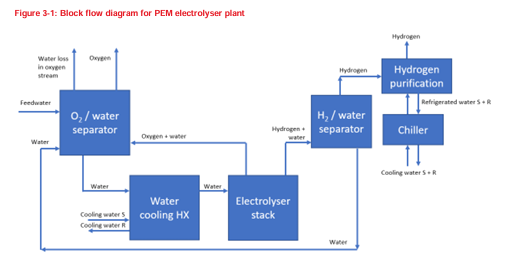 Figure 3-1: Block flow diagram for PEM electrolyser plant
Hydrogen
Water loss
in oxygen
stream
Oxygen
Hydrogen
Hydrogen
purification
Feedwater
O₂ / water
separator
H₂ / water
separator
Refrigerated water S + R
Chiller
Water
Oxygen + water
Hydrogen +
water
Cooling water S + R
Water
Water
cooling HX
Water
Electrolyser
stack
Cooling water S
Cooling water R
Water